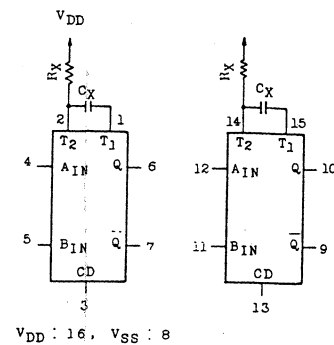 VDD
RX
CX
2
1
T2
T1
4
AIN
Q
6
5
BIN
Q̅
7
CD
3
RX
CX
14
15
T2
T1
12
AIN
Q
10
11
BIN
Q̅
9
CD
13
VDD : 16, VSS : 8